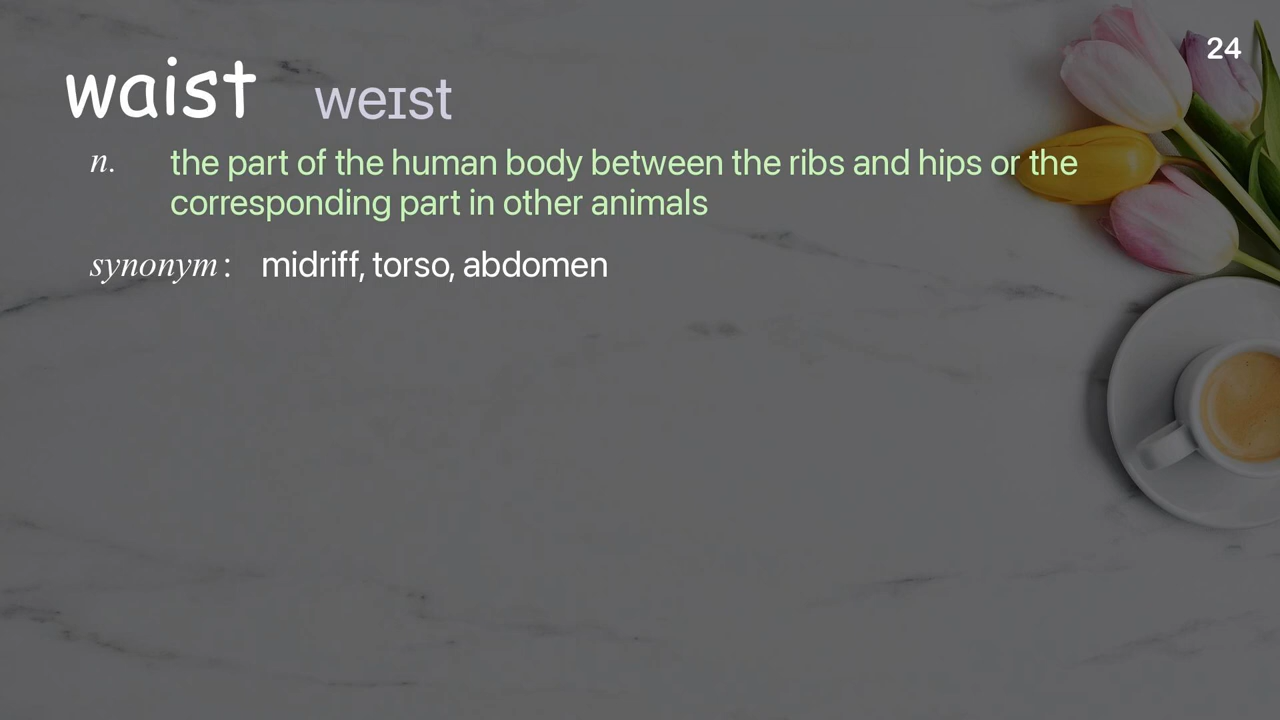 24
waist weɪst
n. the part of the human body between the ribs and hips or the
corresponding part in other animals
synonym: midriff, torso, abdomen